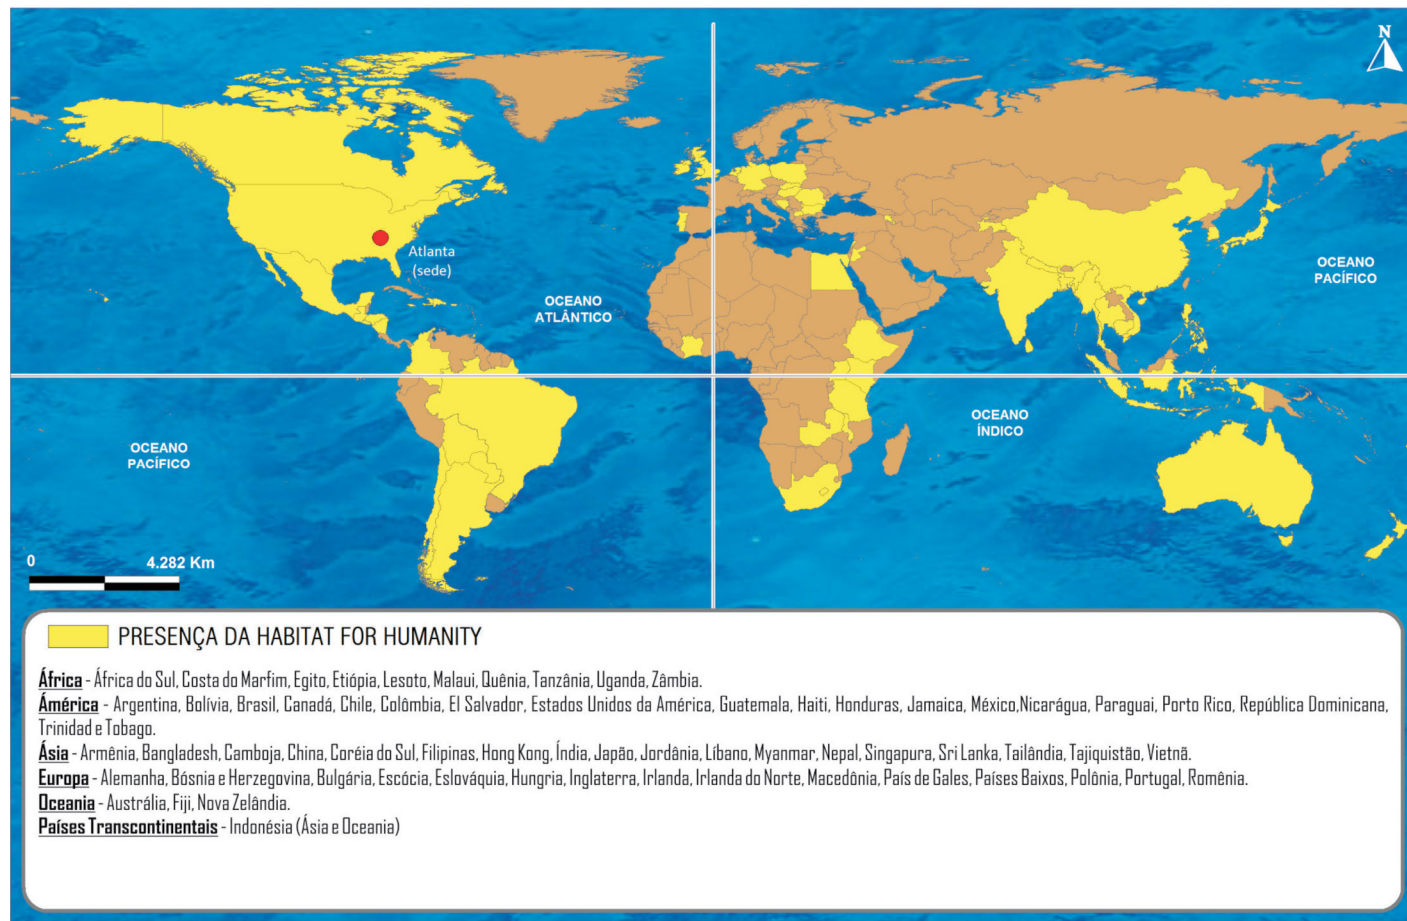 N
Atlanta
(sede)
OCEANO
ATLÂNTICO
OCEANO
PACÍFICO
OCEANO
PACÍFICO
OCEANO
ÍNDICO
0 4.282 Km
PRESENÇA DA HABITAT FOR HUMANITY
África - África do Sul, Costa do Marfim, Egito, Etiópia, Lesoto, Malaui, Quênia, Tanzânia, Uganda, Zâmbia.
América - Argentina, Bolívia, Brasil, Canadá, Chile, Colômbia, El Salvador, Estados Unidos da América, Guatemala, Haiti, Honduras, Jamaica, México,Nicarágua, Paraguai, Porto Rico, República Dominicana,
Trinidad e Tobago.
Ásia - Armênia, Bangladesh, Camboja, China, Coréia do Sul, Filipinas, Hong Kong, Índia, Japão, Jordânia, Líbano, Myanmar, Nepal, Singapura, Sri Lanka, Tailândia, Tajiquistão, Vietnã.
Europa - Alemanha, Bósnia e Herzegovina, Bulgária, Escócia, Eslováquia, Hungria, Inglaterra, Irlanda, Irlanda do Norte, Macedônia, País de Gales, Países Baixos, Polônia, Portugal, Romênia.
Oceania - Austrália, Fiji, Nova Zelândia.
Países Transcontinentais - Indonésia (Ásia e Oceania)